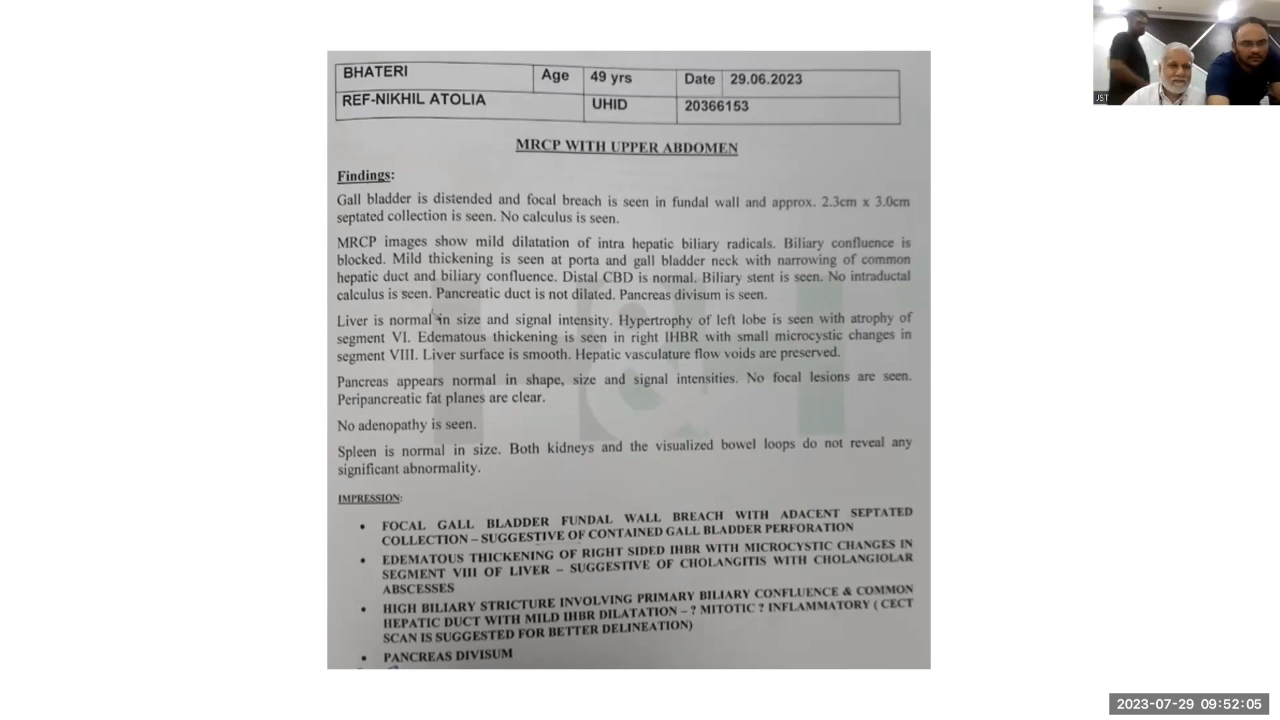 BHATERI Age 49 yrs Date 29.06.2023
REF-NIKHIL ATOLIA UHID 20366153
MRCP WITH UPPER ABDOMEN
Findings:
Gall bladder is distended and focal breach is seen in fundal wall and approx. 2.3cm x 3.0cm
septated collection is seen. No calculus is seen.
MRCP images show mild dilatation of intra hepatic biliary radicals. Biliary confluence is
blocked. Mild thickening is seen at porta and gall bladder neck with narrowing of common
hepatic duct and biliary confluence. Distal CBD is normal. Biliary stent is seen. No intraductal
calculus is seen. Pancreatic duct is not dilated. Pancreas divisum is seen.
Liver is normal in size and signal intensity. Hypertrophy of left lobe is seen with atrophy of
segment VI. Edematous thickening is seen in right IHBR with small microcystic changes in
segment VIII. Liver surface is smooth. Hepatic vasculature flow voids are preserved.
Pancreas appears normal in shape, size and signal intensities. No focal lesions are seen.
Peripancreatic fat planes are clear.
No adenopathy is seen.
Spleen is normal in size. Both kidneys and the visualized bowel loops do not reveal any
significant abnormality.
IMPRESSION:
• FOCAL GALL BLADDER FUNDAL WALL BREACH WITH ADACENT SEPTATED
COLLECTION – SUGGESTIVE OF CONTAINED GALL BLADDER PERFORATION
• EDEMATOUS THICKENING OF RIGHT SIDED IHBR WITH MICROCYSTIC CHANGES IN
SEGMENT VIII OF LIVER – SUGGESTIVE OF CHOLANGITIS WITH CHOLANGIOLAR
ABSCESSES
• HIGH BILIARY STRICTURE INVOLVING PRIMARY BILIARY CONFLUENCE & COMMON
HEPATIC DUCT WITH MILD IHBR DILATATION – ? MITOTIC ? INFLAMMATORY ( CECT
SCAN IS SUGGESTED FOR BETTER DELINEATION)
• PANCREAS DIVISUM
JST
2023-07-29 09:52:05